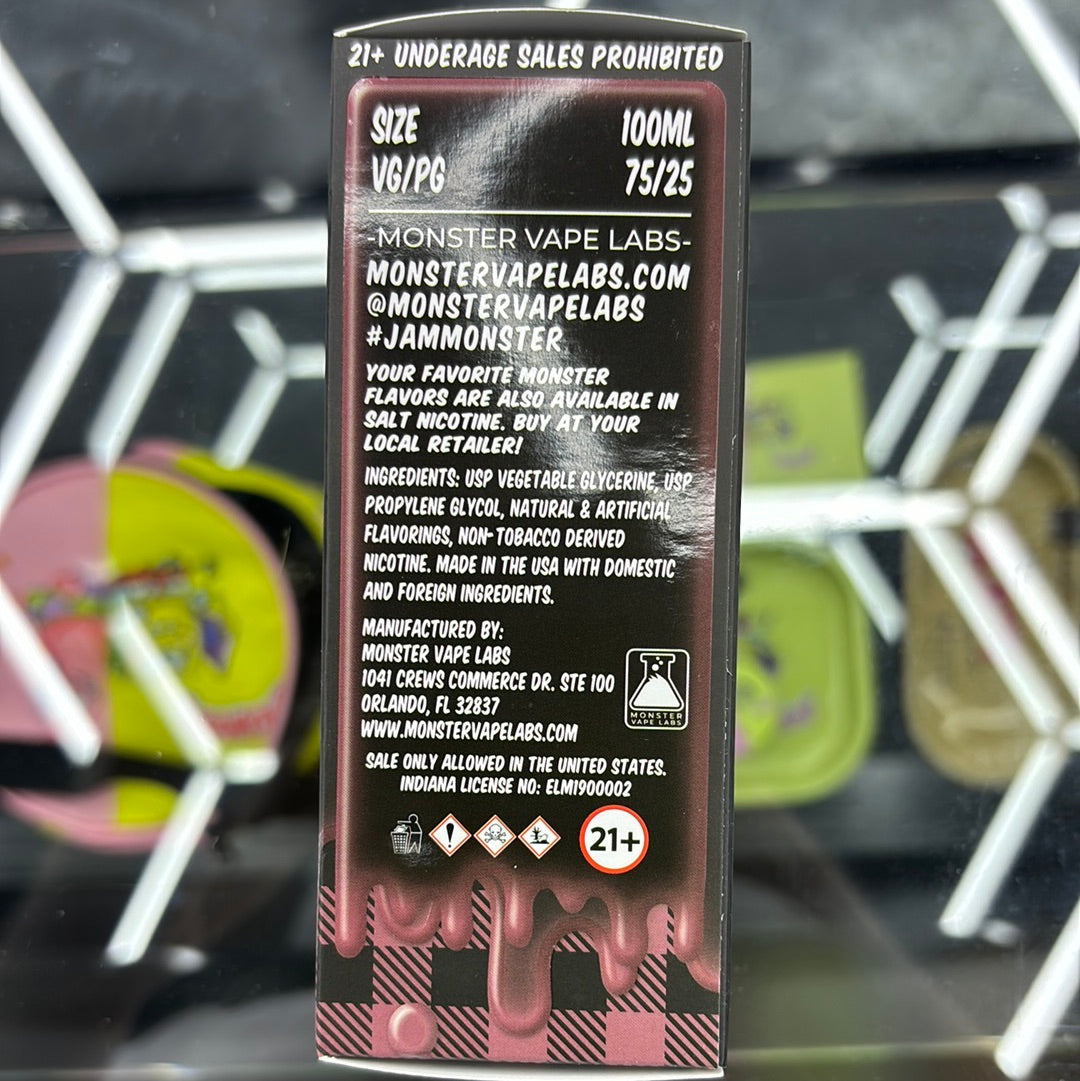 21+ UNDERAGE SALES PROHIBITED
SIZE 100ML
VG/PG 75/25
-MONSTER VAPE LABS-
MONSTERVAPELABS.COM
@MONSTERVAPELABS
#JAMMONSTER
YOUR FAVORITE MONSTER
FLAVORS ARE ALSO AVAILABLE IN
SALT NICOTINE. BUY AT YOUR
LOCAL RETAILER!
INGREDIENTS: USP VEGETABLE GLYCERINE, USP
PROPYLENE GLYCOL, NATURAL & ARTIFICIAL
FLAVORINGS, NON-TOBACCO DERIVED
NICOTINE. MADE IN THE USA WITH DOMESTIC
AND FOREIGN INGREDIENTS.
MANUFACTURED BY:
MONSTER VAPE LABS
1041 CREWS COMMERCE DR. STE 100
ORLANDO, FL 32837
WWW.MONSTERVAPELABS.COM
MONSTER
VAPE LABS
SALE ONLY ALLOWED IN THE UNITED STATES.
INDIANA LICENSE NO: ELM1900002
21+